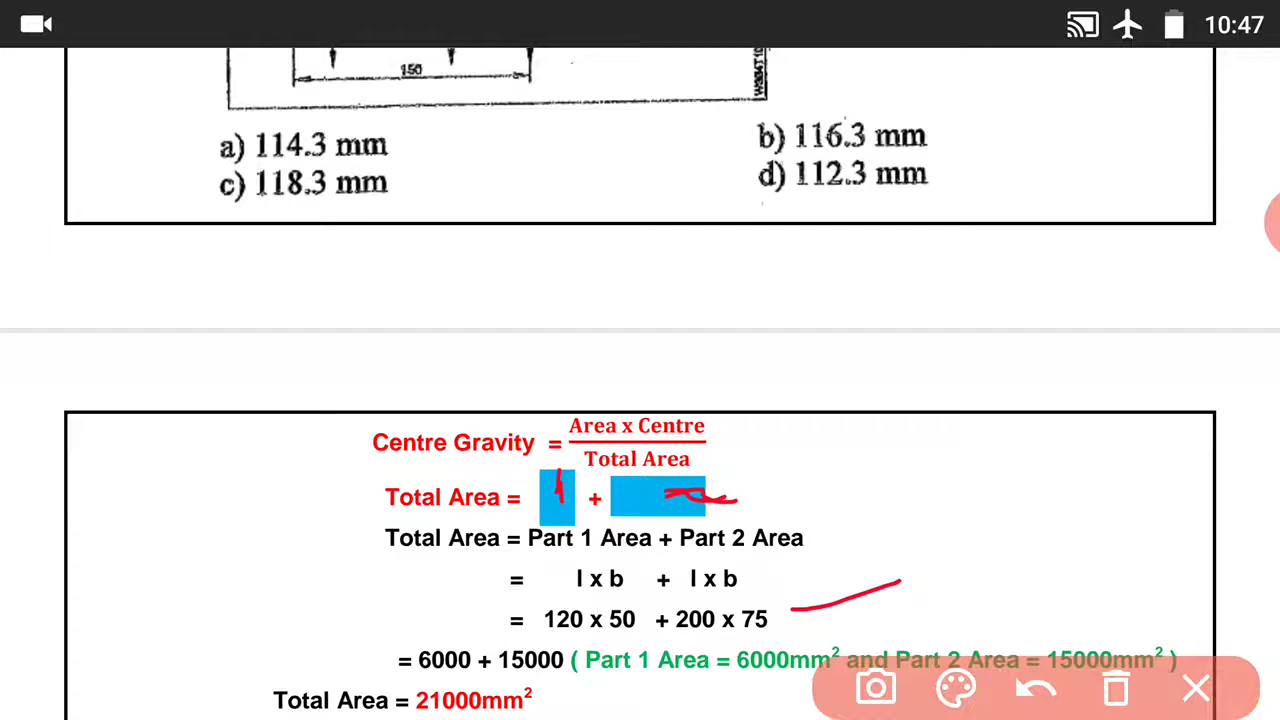 10:47
150
a) 114.3 mm
b) 116.3 mm
c) 118.3 mm
d) 112.3 mm
Centre Gravity = Area x Centre
Total Area
Total Area = 1 + 2
Total Area = Part 1 Area + Part 2 Area
= l x b + l x b
= 120 x 50 + 200 x 75
= 6000 + 15000 ( Part 1 Area = 6000mm² and Part 2 Area = 15000mm² )
Total Area = 21000mm²